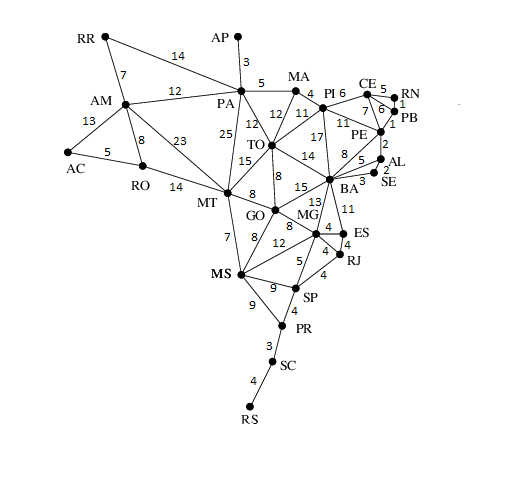 RR
AP
14
3
MA
CE
7
5
4
6
5
RN
AM
12
PA
PI
7
6
1
PB
12
11
11
PE
1
13
8
23
25
12
TO
17
2
5
15
14
8
5
AL
AC
RO
14
8
BA
3
2
SE
MT
8
15
GO
13
MG
11
8
4
ES
7
8
12
4
4
RJ
MS
5
4
9
SP
9
4
PR
3
SC
4
RS